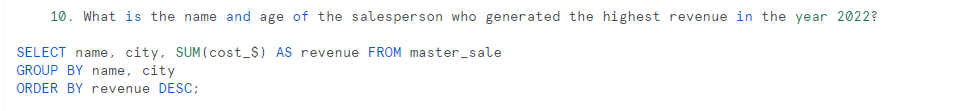 10. What is the name and age of the salesperson who generated the highest revenue in the year 2022?
SELECT name, city, SUM(cost_$) AS revenue FROM master_sale
GROUP BY name, city
ORDER BY revenue DESC;